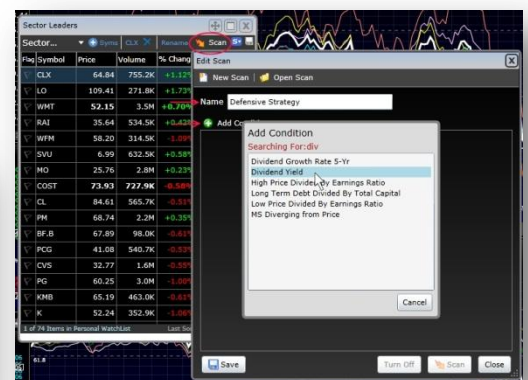 Sector Leaders
Sector... Syms CLX Rename Scan
Flag Symbol Price Volume % Chang
CLX 64.84 755.2K +1.12%
LO 109.41 271.8K +1.73%
WMT 52.15 3.5M +0.70%
RAI 35.64 534.5K +0.42%
WFM 58.20 314.5K -1.09%
SVU 6.99 632.5K +0.58%
MO 25.76 2.8M +0.23%
COST 73.93 727.9K -0.58%
CL 84.61 565.7K -0.51%
PM 68.74 2.2M +0.35%
BF.B 67.89 98.0K -0.61%
PCG 41.08 540.7K -0.53%
CVS 32.77 1.6M -0.55%
PG 60.25 3.0M
KMB 65.19 463.0K -0.61%
K 52.24 352.9K
1 of 74 Items in Personal WatchList Last
Edit Scan
New Scan Open Scan
Name Defensive Strategy
Add
Add Condition
Searching For:div
Dividend Growth Rate 5-Yr
Dividend Yield
High Price Divided By Earnings Ratio
Long Term Debt Divided By Total Capital
Low Price Divided By Earnings Ratio
MS Diverging from Price
Cancel
Save Turn Off Scan Close
61.8